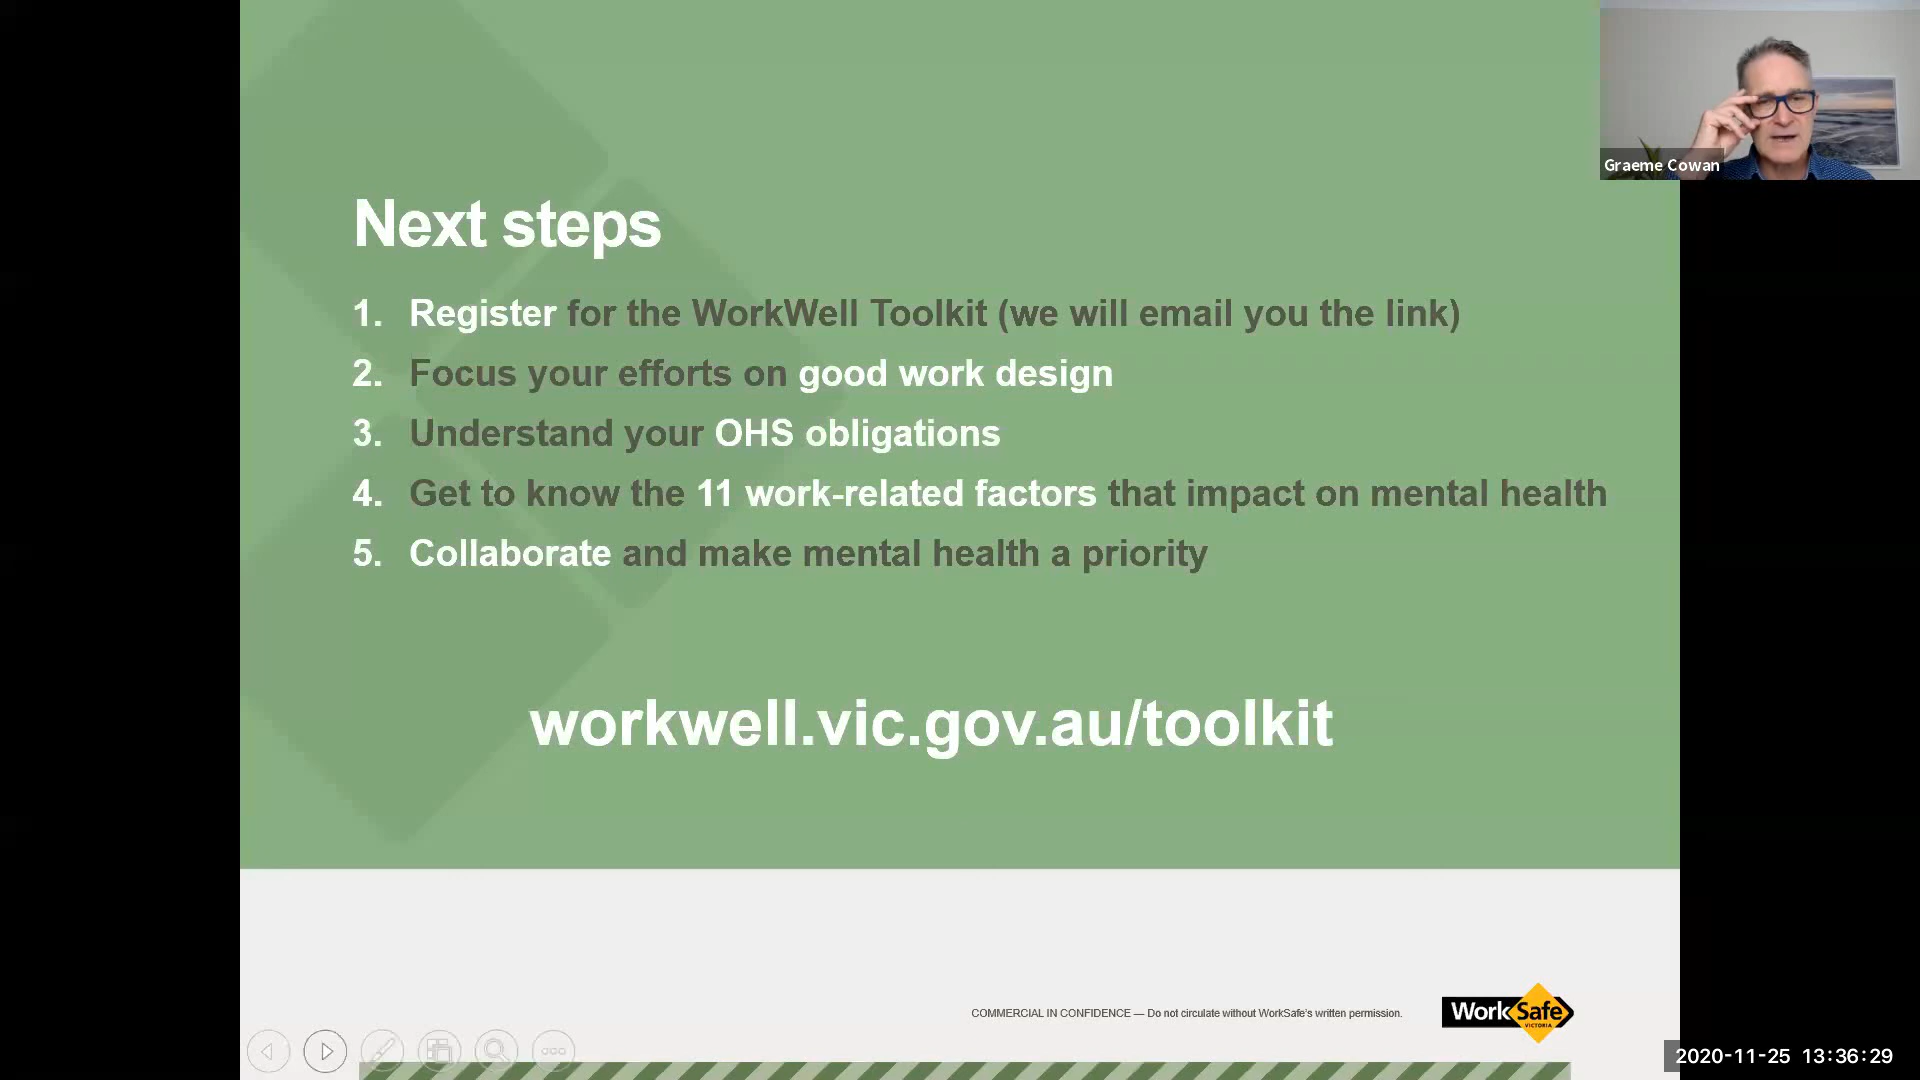 Graeme Cowan
Next steps
1. Register for the WorkWell Toolkit (we will email you the link)
2. Focus your efforts on good work design
3. Understand your OHS obligations
4. Get to know the 11 work-related factors that impact on mental health
5. Collaborate and make mental health a priority
workwell.vic.gov.au/toolkit
COMMERCIAL IN CONFIDENCE — Do not circulate without WorkSafe's written permission.
WorkSafe
VICTORIA
2020-11-25 13:36:29